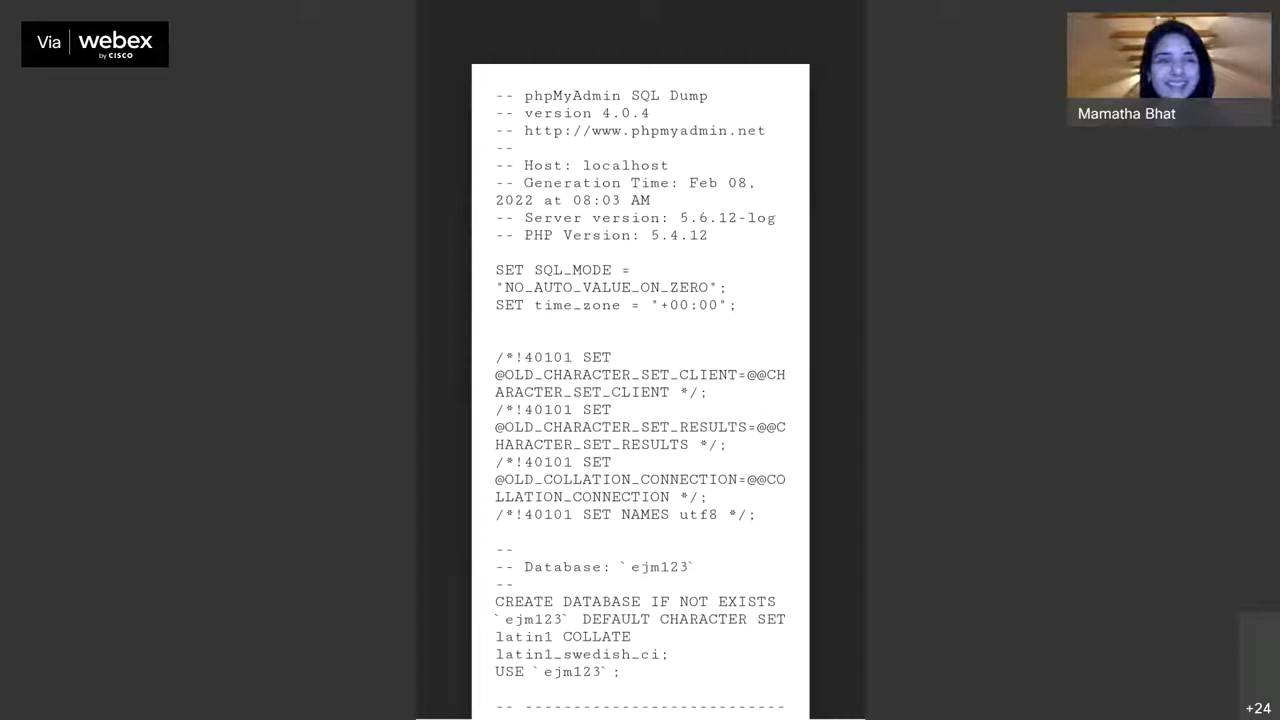 Via webex
by CISCO
Mamatha Bhat
-- phpMyAdmin SQL Dump
-- version 4.0.4
-- http://www.phpmyadmin.net
--
-- Host: localhost
-- Generation Time: Feb 08,
2022 at 08:03 AM
-- Server version: 5.6.12-log
-- PHP Version: 5.4.12
SET SQL_MODE =
"NO_AUTO_VALUE_ON_ZERO";
SET time_zone = "+00:00";
/*!40101 SET
@OLD_CHARACTER_SET_CLIENT=@@CH
ARACTER_SET_CLIENT */;
/*!40101 SET
@OLD_CHARACTER_SET_RESULTS=@@C
HARACTER_SET_RESULTS */;
/*!40101 SET
@OLD_COLLATION_CONNECTION=@@CO
LLATION_CONNECTION */;
/*!40101 SET NAMES utf8 */;
--
-- Database: `ejm123`
--
CREATE DATABASE IF NOT EXISTS
`ejm123` DEFAULT CHARACTER SET
latin1 COLLATE
latin1_swedish_ci;
USE `ejm123`;
-- ---------------------------
+24